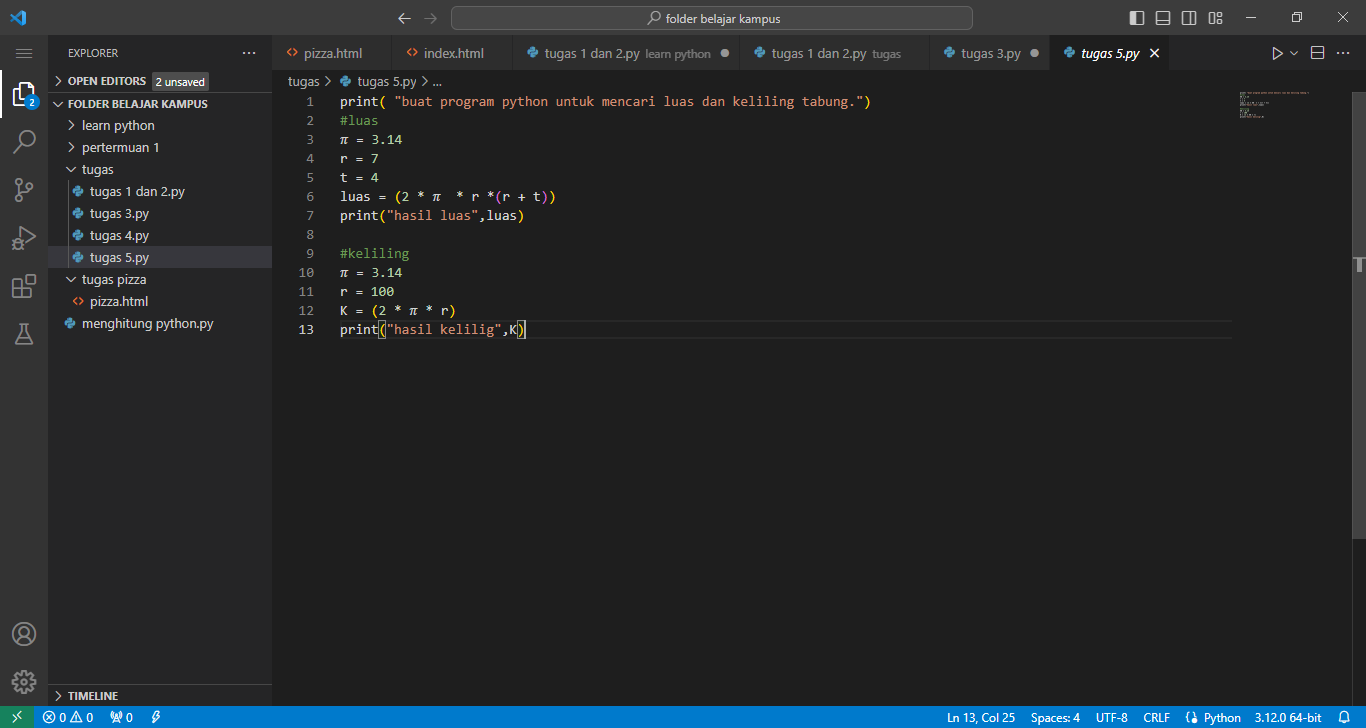 folder belajar kampus
EXPLORER
pizza.html
index.html
tugas 1 dan 2.py learn python
tugas 1 dan 2.py tugas
tugas 3.py
tugas 5.py
OPEN EDITORS 2 unsaved
tugas > tugas 5.py > ...
2
FOLDER BELAJAR KAMPUS
learn python
pertermuan 1
tugas
tugas 1 dan 2.py
tugas 3.py
tugas 4.py
tugas 5.py
tugas pizza
pizza.html
menghitung python.py
1 print( "buat program python untuk mencari luas dan keliling tabung.")
2 #luas
3 π = 3.14
4 r = 7
5 t = 4
6 luas = (2 * π  * r *(r + t))
7 print("hasil luas",luas)
8
9 #keliling
10 π = 3.14
11 r = 100
12 K = (2 * π * r)
13 print("hasil kelilig",K)
TIMELINE
0 0 0 Ln 13, Col 25 Spaces: 4 UTF-8 CRLF Python 3.12.0 64-bit